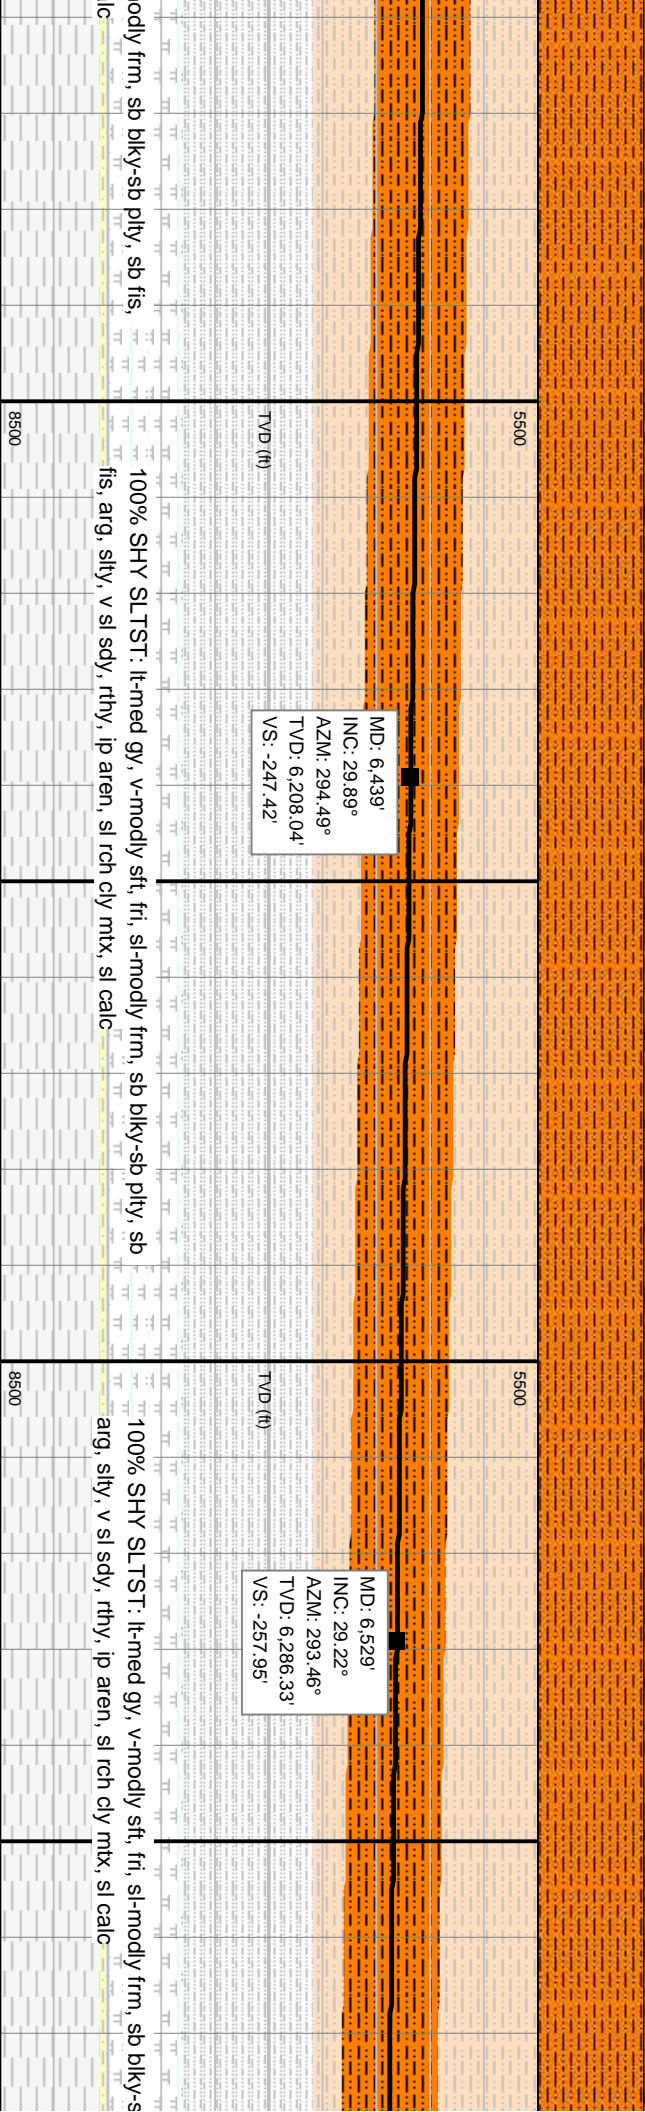 odly frm, sb blky-sb plty, sb fis,
lc
5500
TVD (ft)
8500
100% SHY SLTST: lt-med gy, v-modly sft, fri, sl-modly frm, sb blky-sb plty, sb
fis, arg, slty, v sl sdy, rthy, ip aren, sl rch cly mtx, sl calc
MD: 6,439'
INC: 29.89°
AZM: 294.49°
TVD: 6,208.04'
VS: -247.42'
5500
TVD (ft)
8500
100% SHY SLTST: lt-med gy, v-modly sft, fri, sl-modly frm, sb blky-s
arg, slty, v sl sdy, rthy, ip aren, sl rch cly mtx, sl calc
MD: 6,529'
INC: 29.22°
AZM: 293.46°
TVD: 6,286.33'
VS: -257.95'